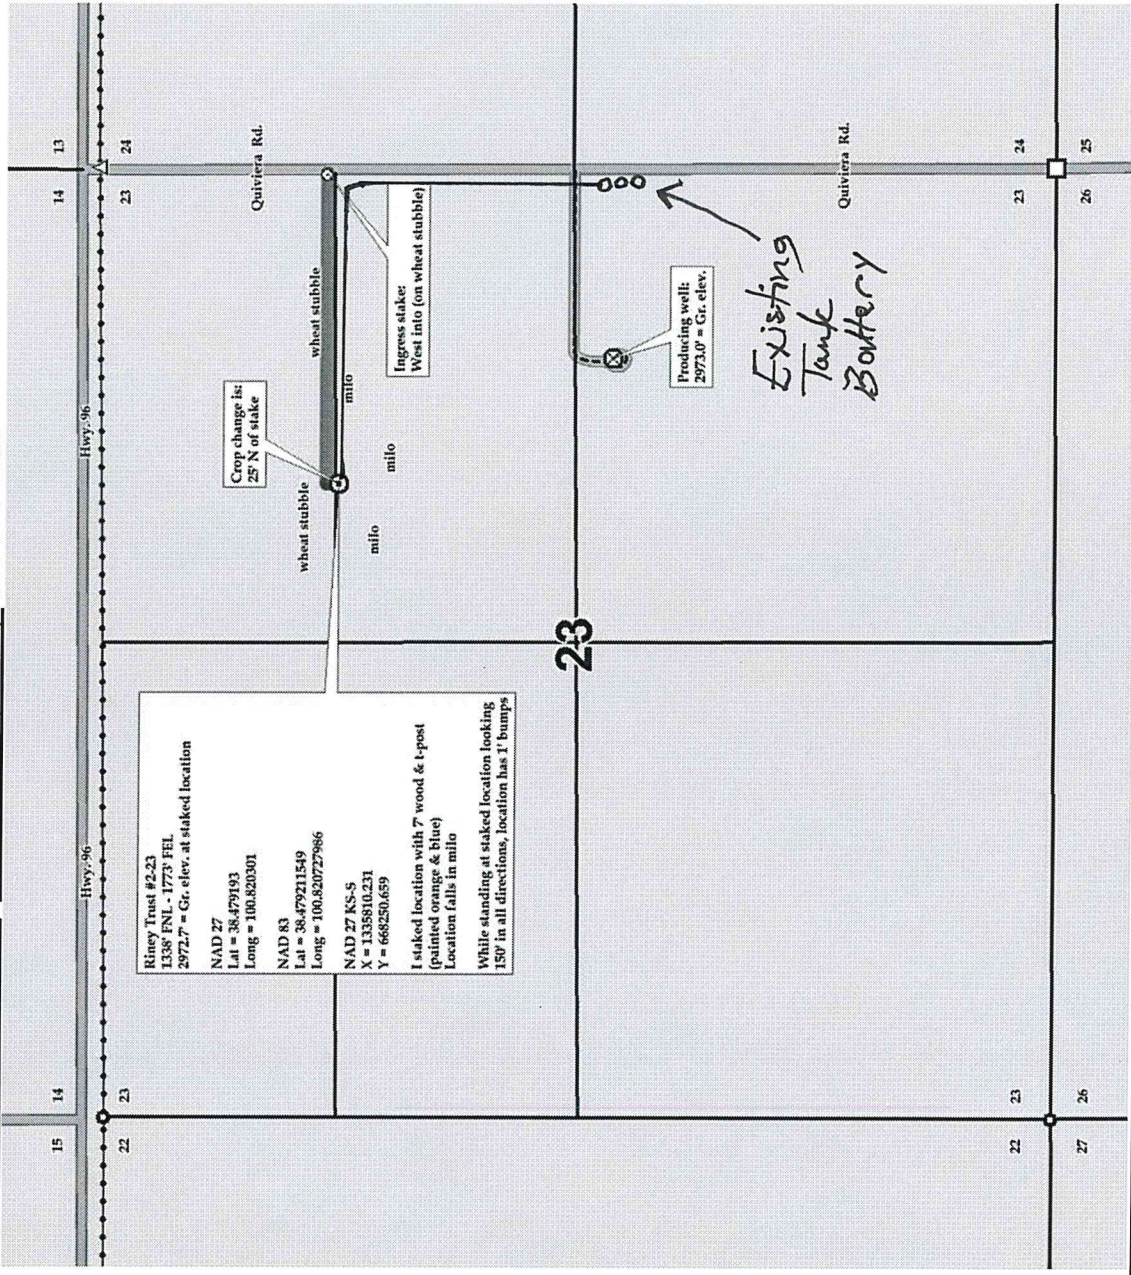 15
14
Hwy. 96
Hwy. 96
14
13
22
23
23
24
Riney Trust #2-23
1338' FNL - 1773' FEL
2972.7' = Gr. elev. at staked location
NAD 27
Lat = 38.479193
Long = 100.820301
NAD 83
Lat = 38.479211549
Long = 100.820727986
NAD 27 KS-S
X = 1335810.231
Y = 668250.659
I staked location with 7' wood & t-post
(painted orange & blue)
Location falls in milo
While standing at staked location looking
150' in all directions, location has 1' bumps
Crop change is:
25' N of stake
Quiviera Rd.
wheat stubble
wheat stubble
milo
milo
milo
Ingress stake:
West into (on wheat stubble)
23
Producing well:
2973.0' = Gr. elev.
Existing
Tank
Battery
Quiviera Rd.
22
23
23
24
27
26
26
25